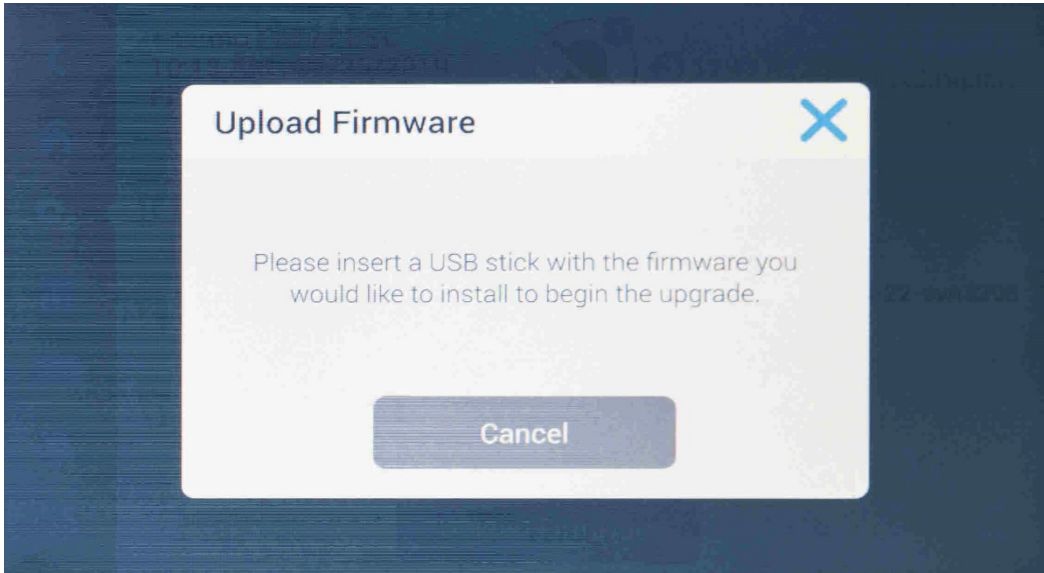 Upload Firmware
Please insert a USB stick with the firmware you
would like to install to begin the upgrade.
Cancel